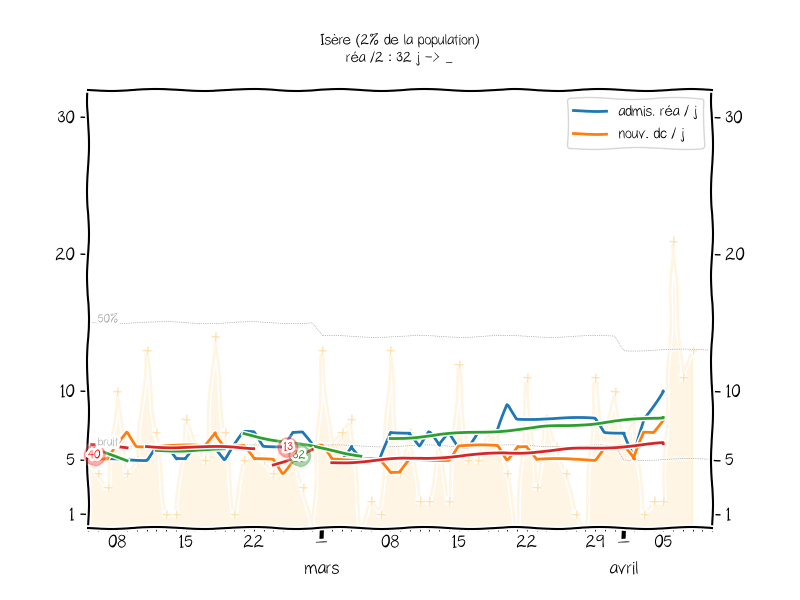 Isère (2% de la population)
réa /2 : 32 j -> _
admis. réa / j
nouv. dc / j
30 30
20 20
50%
10 10
bruit
40 13 32
5 5
1 1
08 15 22 _ 08 15 22 29 _ 05
mars avril